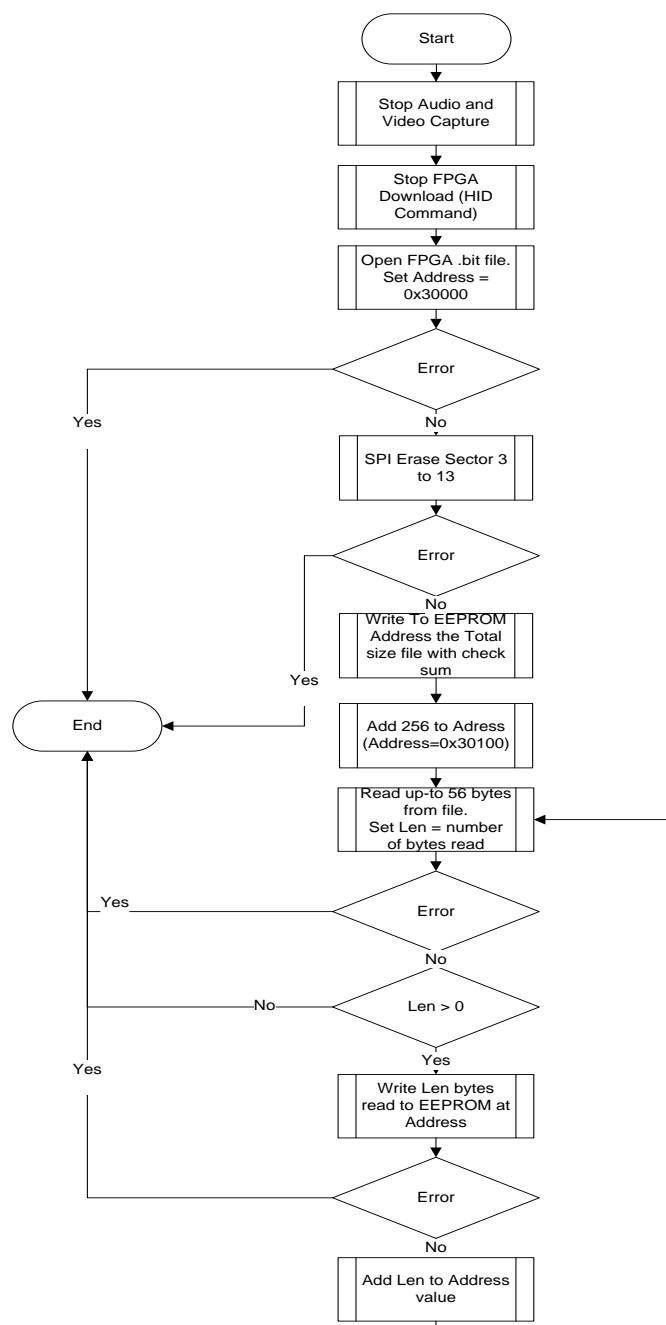 Start
Stop Audio and
Video Capture
Stop FPGA
Download (HID
Command)
Open FPGA .bit file.
Set Address =
0x30000
Error
Yes
No
SPI Erase Sector 3
to 13
Error
No
Write To EEPROM
Address the Total
size file with check
sum
Yes
End
Add 256 to Adress
(Address=0x30100)
Read up-to 56 bytes
from file.
Set Len = number
of bytes read
Yes
Error
No
No
Len > 0
Yes
Yes
Write Len bytes
read to EEPROM at
Address
Error
No
Add Len to Address
value